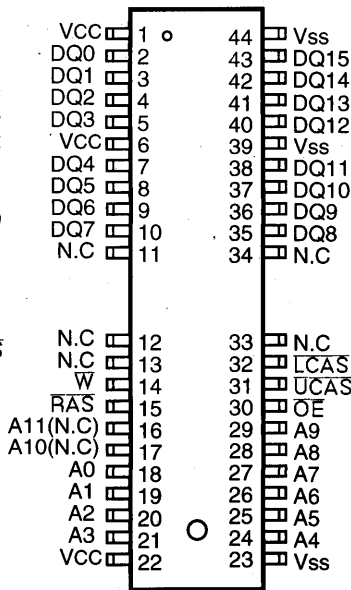 VCC 1 44 Vss
DQ0 2 43 DQ15
DQ1 3 42 DQ14
DQ2 4 41 DQ13
DQ3 5 40 DQ12
VCC 6 39 Vss
DQ4 7 38 DQ11
DQ5 8 37 DQ10
DQ6 9 36 DQ9
DQ7 10 35 DQ8
N.C 11 34 N.C
N.C 12 33 N.C
N.C 13 32 L̅C̅A̅S̅
W̅ 14 31 U̅C̅A̅S̅
R̅A̅S̅ 15 30 O̅E̅
A11(N.C) 16 29 A9
A10(N.C) 17 28 A8
A0 18 27 A7
A1 19 26 A6
A2 20 25 A5
A3 21 24 A4
VCC 22 23 Vss